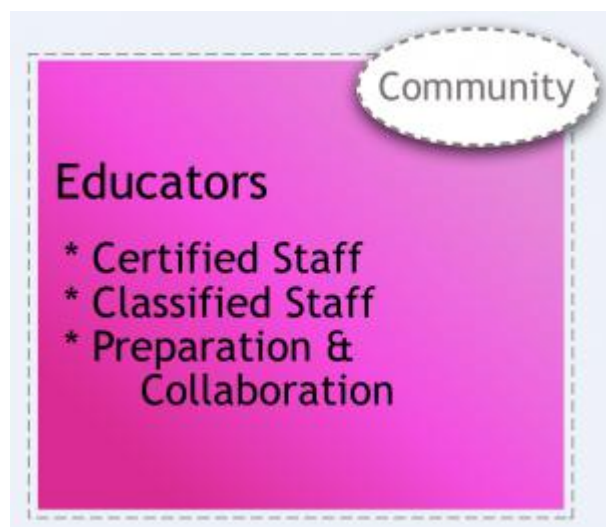 Community
Educators
* Certified Staff
* Classified Staff
* Preparation &
Collaboration